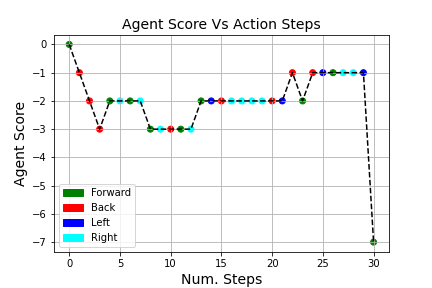 Agent Score Vs Action Steps
Agent Score
0
−1
−2
−3
−4
−5
−6
−7
Forward
Back
Left
Right
0 5 10 15 20 25 30
Num. Steps